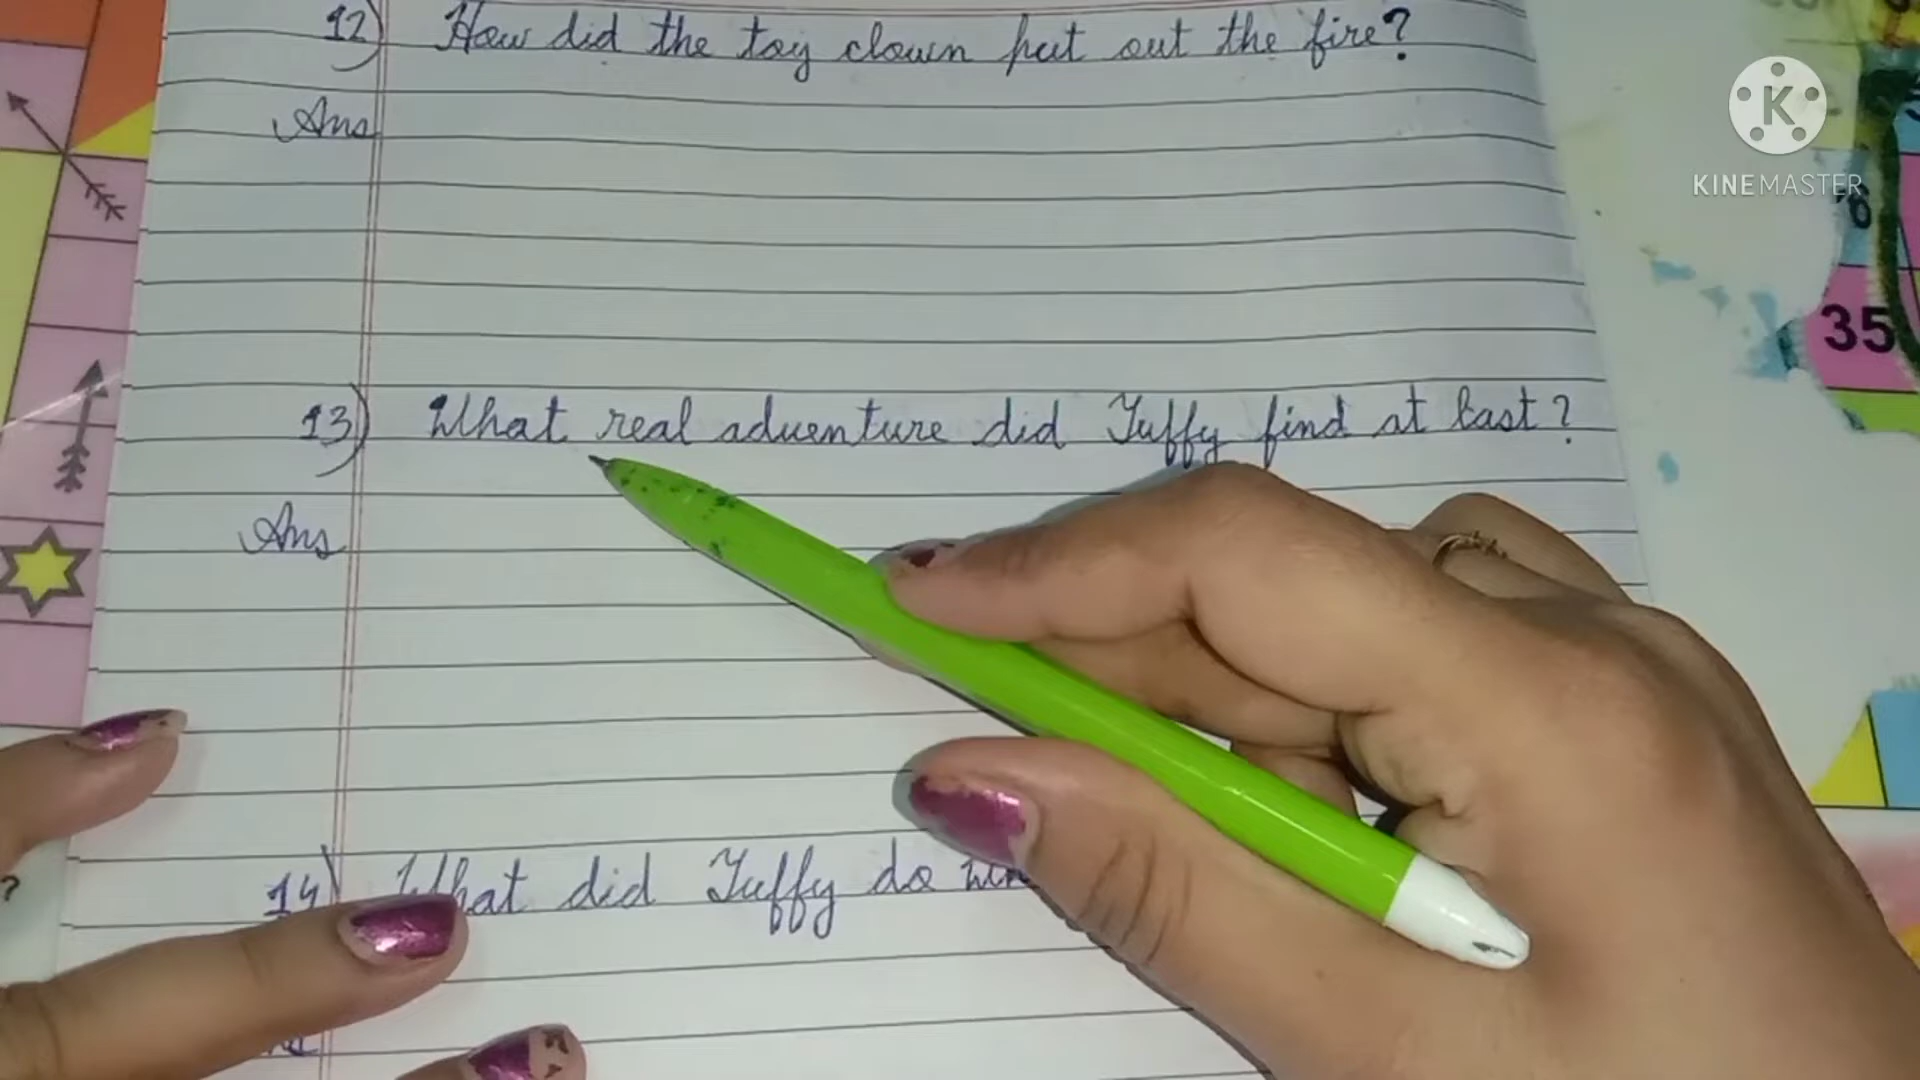 12) How did the toy clown put out the fire?
Ans
13) What real adventure did Tuffy find at last?
Ans
14) What did Tuffy do
KINEMASTER
35
?